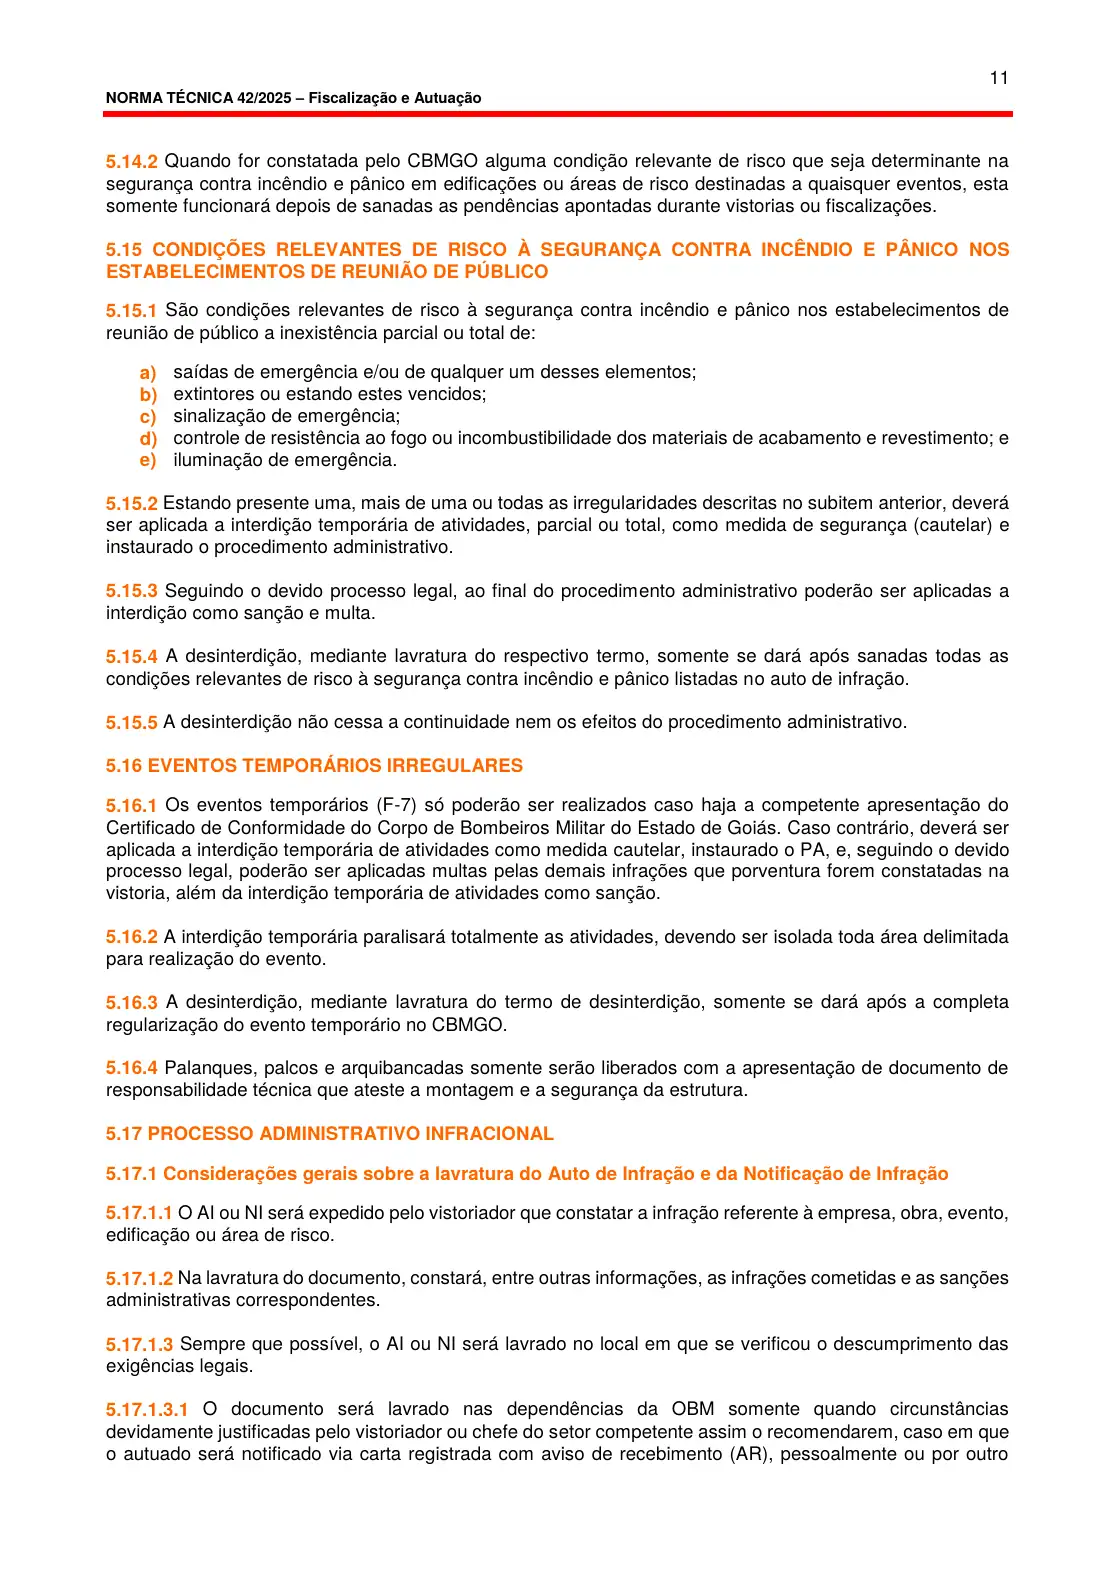 11
NORMA TÉCNICA 42/2025 – Fiscalização e Autuação
5.14.2 Quando for constatada pelo CBMGO alguma condição relevante de risco que seja determinante na
segurança contra incêndio e pânico em edificações ou áreas de risco destinadas a quaisquer eventos, esta
somente funcionará depois de sanadas as pendências apontadas durante vistorias ou fiscalizações.
5.15 CONDIÇÕES RELEVANTES DE RISCO À SEGURANÇA CONTRA INCÊNDIO E PÂNICO NOS
ESTABELECIMENTOS DE REUNIÃO DE PÚBLICO
5.15.1 São condições relevantes de risco à segurança contra incêndio e pânico nos estabelecimentos de
reunião de público a inexistência parcial ou total de:
a) saídas de emergência e/ou de qualquer um desses elementos;
b) extintores ou estando estes vencidos;
c) sinalização de emergência;
d) controle de resistência ao fogo ou incombustibilidade dos materiais de acabamento e revestimento; e
e) iluminação de emergência.
5.15.2 Estando presente uma, mais de uma ou todas as irregularidades descritas no subitem anterior, deverá
ser aplicada a interdição temporária de atividades, parcial ou total, como medida de segurança (cautelar) e
instaurado o procedimento administrativo.
5.15.3 Seguindo o devido processo legal, ao final do procedimento administrativo poderão ser aplicadas a
interdição como sanção e multa.
5.15.4 A desinterdição, mediante lavratura do respectivo termo, somente se dará após sanadas todas as
condições relevantes de risco à segurança contra incêndio e pânico listadas no auto de infração.
5.15.5 A desinterdição não cessa a continuidade nem os efeitos do procedimento administrativo.
5.16 EVENTOS TEMPORÁRIOS IRREGULARES
5.16.1 Os eventos temporários (F-7) só poderão ser realizados caso haja a competente apresentação do
Certificado de Conformidade do Corpo de Bombeiros Militar do Estado de Goiás. Caso contrário, deverá ser
aplicada a interdição temporária de atividades como medida cautelar, instaurado o PA, e, seguindo o devido
processo legal, poderão ser aplicadas multas pelas demais infrações que porventura forem constatadas na
vistoria, além da interdição temporária de atividades como sanção.
5.16.2 A interdição temporária paralisará totalmente as atividades, devendo ser isolada toda área delimitada
para realização do evento.
5.16.3 A desinterdição, mediante lavratura do termo de desinterdição, somente se dará após a completa
regularização do evento temporário no CBMGO.
5.16.4 Palanques, palcos e arquibancadas somente serão liberados com a apresentação de documento de
responsabilidade técnica que ateste a montagem e a segurança da estrutura.
5.17 PROCESSO ADMINISTRATIVO INFRACIONAL
5.17.1 Considerações gerais sobre a lavratura do Auto de Infração e da Notificação de Infração
5.17.1.1 O AI ou NI será expedido pelo vistoriador que constatar a infração referente à empresa, obra, evento,
edificação ou área de risco.
5.17.1.2 Na lavratura do documento, constará, entre outras informações, as infrações cometidas e as sanções
administrativas correspondentes.
5.17.1.3 Sempre que possível, o AI ou NI será lavrado no local em que se verificou o descumprimento das
exigências legais.
5.17.1.3.1 O documento será lavrado nas dependências da OBM somente quando circunstâncias
devidamente justificadas pelo vistoriador ou chefe do setor competente assim o recomendarem, caso em que
o autuado será notificado via carta registrada com aviso de recebimento (AR), pessoalmente ou por outro